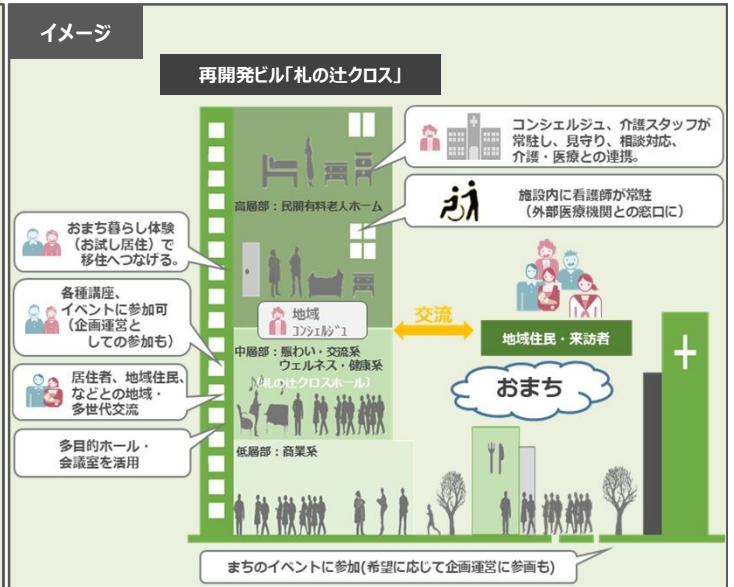 イメージ
再開発ビル「札の辻クロス」
コンシェルジュ、介護スタッフが
常駐し、見守り、相談対応、
介護・医療との連携。
高層部：民間有料老人ホーム
施設内に看護師が常駐
（外部医療機関との窓口に）
おまち暮らし体験
（お試し居住）で
移住へつなげる。
各種講座、
イベントに参加可
（企画運営と
しての参加も）
地域
コンシェルジュ
交流
地域住民・来訪者
中層部：賑わい・交流系
ウェルネス・健康系
（札の辻クロスホール）
おまち
居住者、地域住民、
などとの地域・
多世代交流
多目的ホール・
会議室を活用
低層部：商業系
まちのイベントに参加(希望に応じて企画運営に参画も)